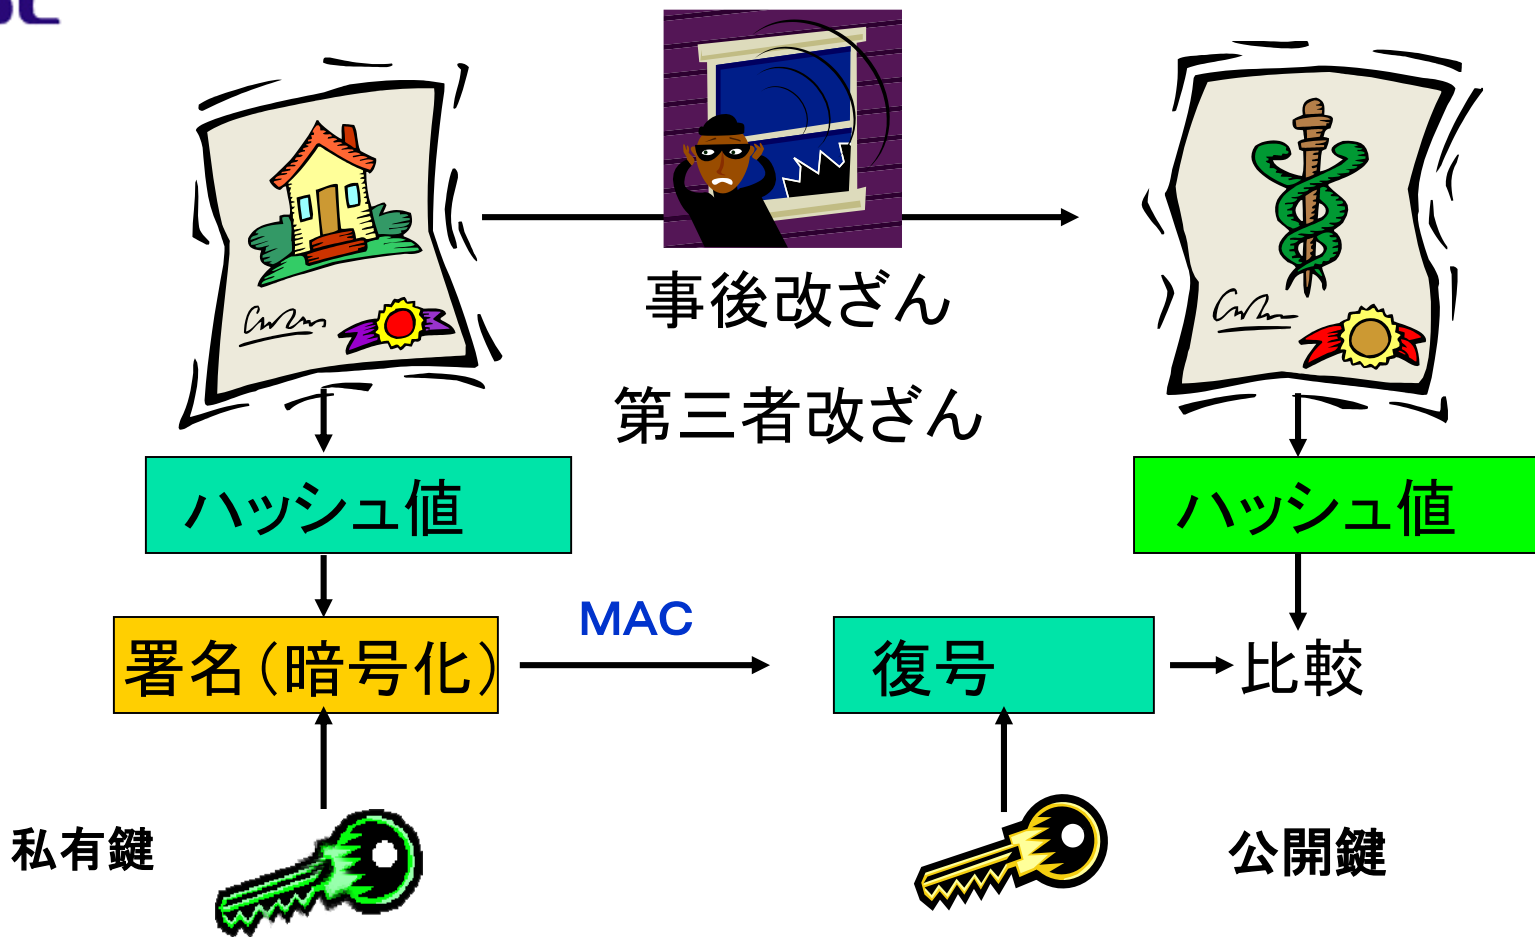 事後改ざん
第三者改ざん
ハッシュ値
ハッシュ値
MAC
署名(暗号化)
復号
比較
私有鍵
公開鍵